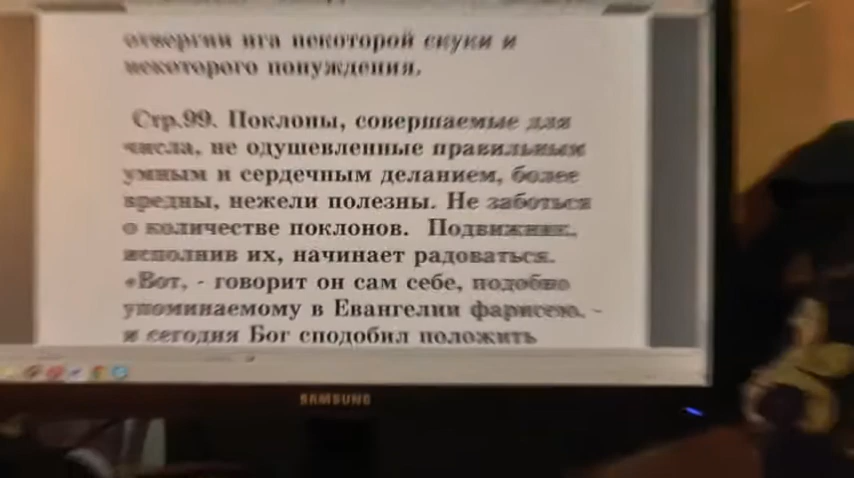 отвергни ига некоторой скуки и
некоторого понуждения.
Стр.99. Поклоны, совершаемые для
числа, не одушевленные правильным
умным и сердечным деланием, более
вредны, нежели полезны. Не заботься
о количестве поклонов. Подвижник,
исполнив их, начинает радоваться.
«Вот, - говорит он сам себе, подобно
упоминаемому в Евангелии фарисею, -
и сегодня Бог сподобил положить
SAMSUNG